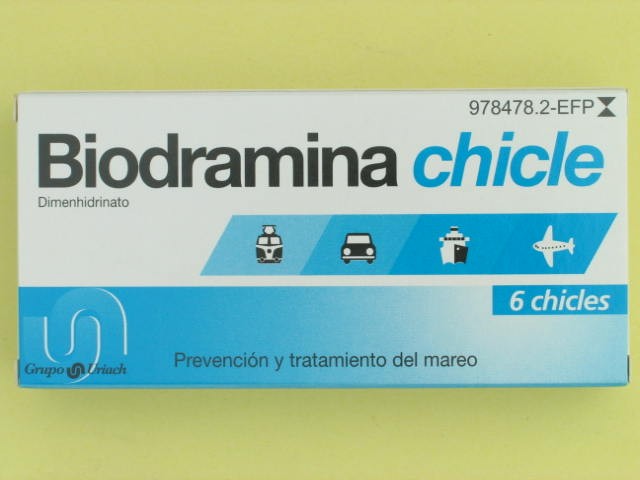 978478.2-EFP
Biodramina chicle
Dimenhidrinato
6 chicles
Prevención y tratamiento del mareo
Grupo Uriach